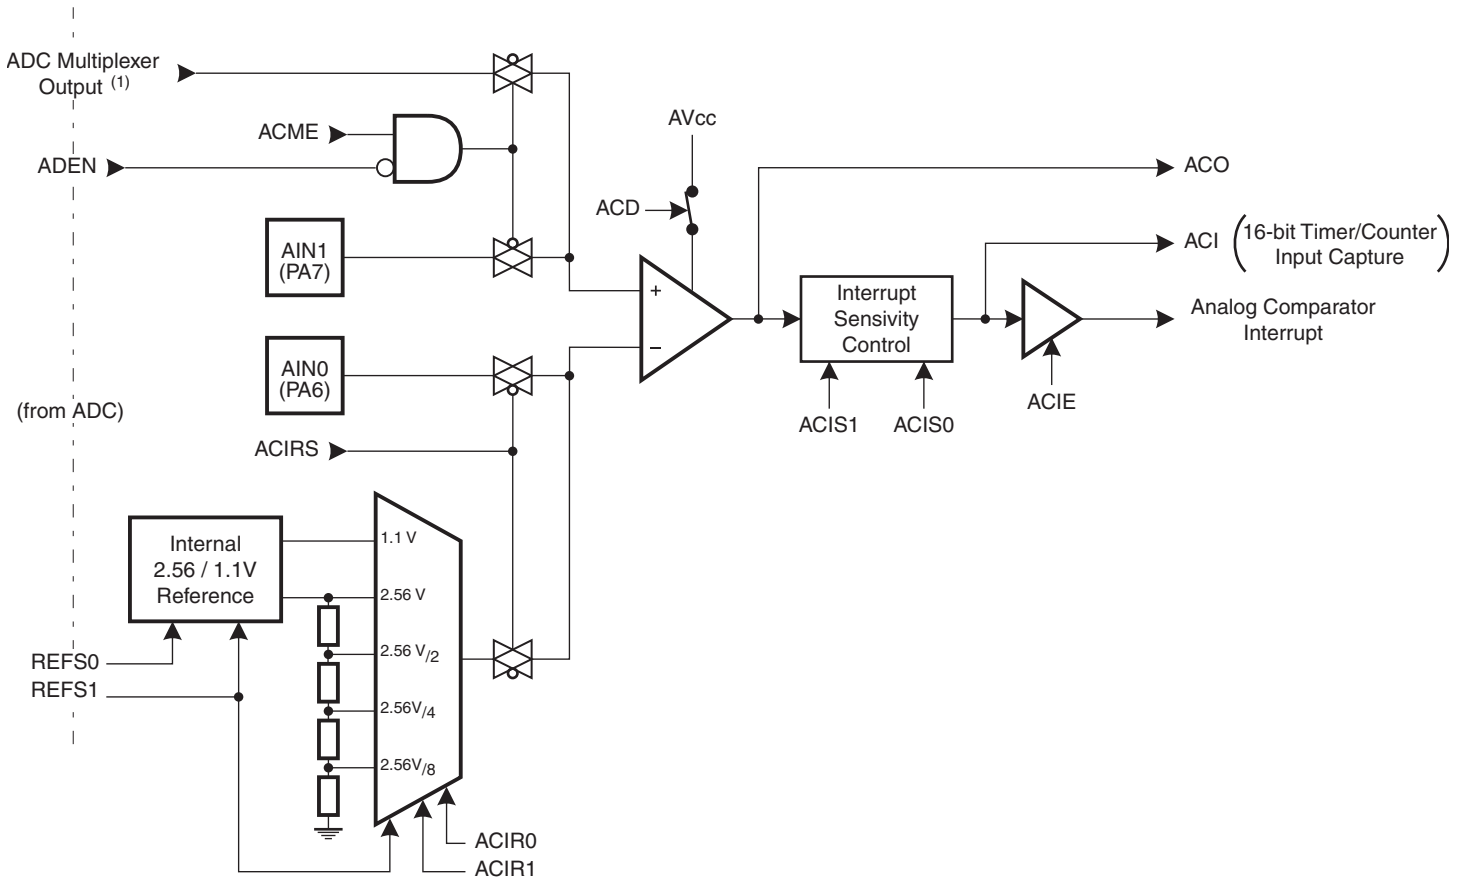 ADC Multiplexer
Output (1)
ACME
ADEN
AIN1
(PA7)
AVcc
ACD
ACO
ACI
16-bit Timer/Counter
Input Capture
+
−
Interrupt
Sensivity
Control
Analog Comparator
Interrupt
AIN0
(PA6)
(from ADC)
ACIE
ACIS1
ACIS0
ACIRS
Internal
2.56 / 1.1V
Reference
1.1 V
2.56 V
2.56 V/2
2.56V/4
2.56V/8
REFS0
REFS1
ACIR0
ACIR1